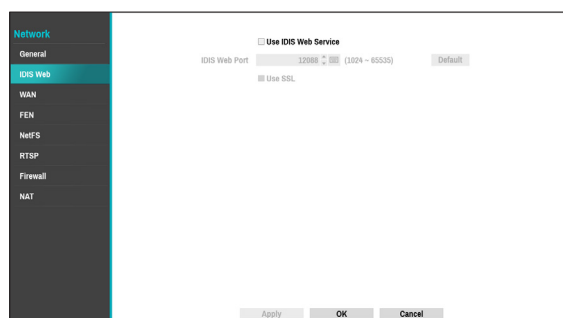 Network
General
IDIS Web
WAN
FEN
NetFS
RTSP
Firewall
NAT
Use IDIS Web Service
IDIS Web Port 12088 (1024 ~ 65535) Default
Use SSL
Apply OK Cancel